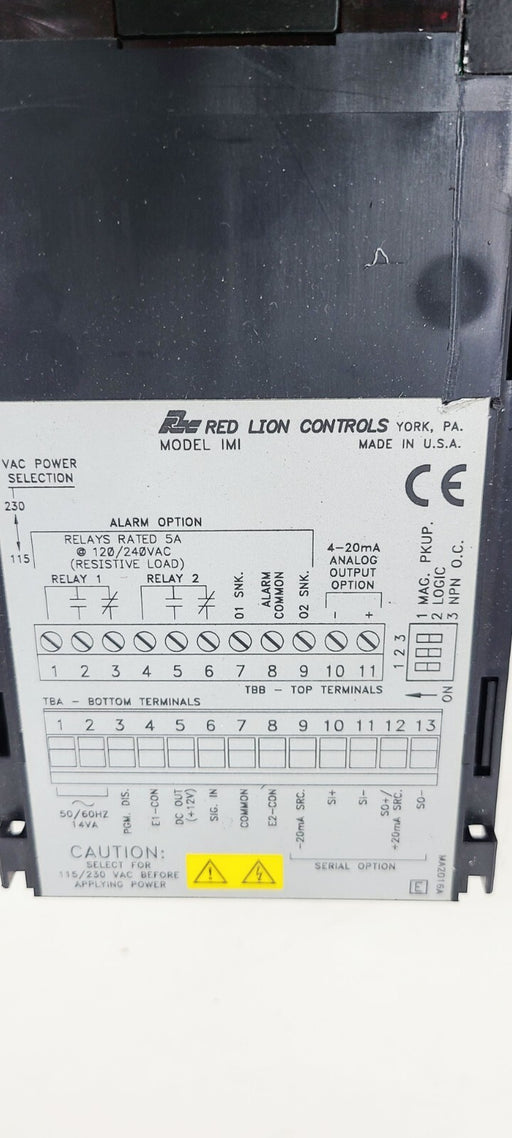 RLC RED LION CONTROLS YORK, PA.
MODEL IMI MADE IN U.S.A.
VAC POWER
SELECTION
230
115
CE
ALARM OPTION
RELAYS RATED 5A
@ 120/240VAC
(RESISTIVE LOAD)
RELAY 1 RELAY 2
O1 SNK.
ALARM
COMMON
O2 SNK.
4-20mA
ANALOG
OUTPUT
OPTION
- +
1 MAG. PKUP.
2 LOGIC
3 NPN O.C.
1 2 3
ON
1 2 3 4 5 6 7 8 9 10 11
TBB - TOP TERMINALS
TBA - BOTTOM TERMINALS
1 2 3 4 5 6 7 8 9 10 11 12 13
50/60HZ
14VA
PGM. DIS.
E1-CON
DC OUT
(+12V)
SIG. IN
COMMON
E2-CON
-20mA SRC.
SI+
SI-
SO+/
+20mA SRC.
SO-
SERIAL OPTION
CAUTION:
SELECT FOR
115/230 VAC BEFORE
APPLYING POWER
MA2016A